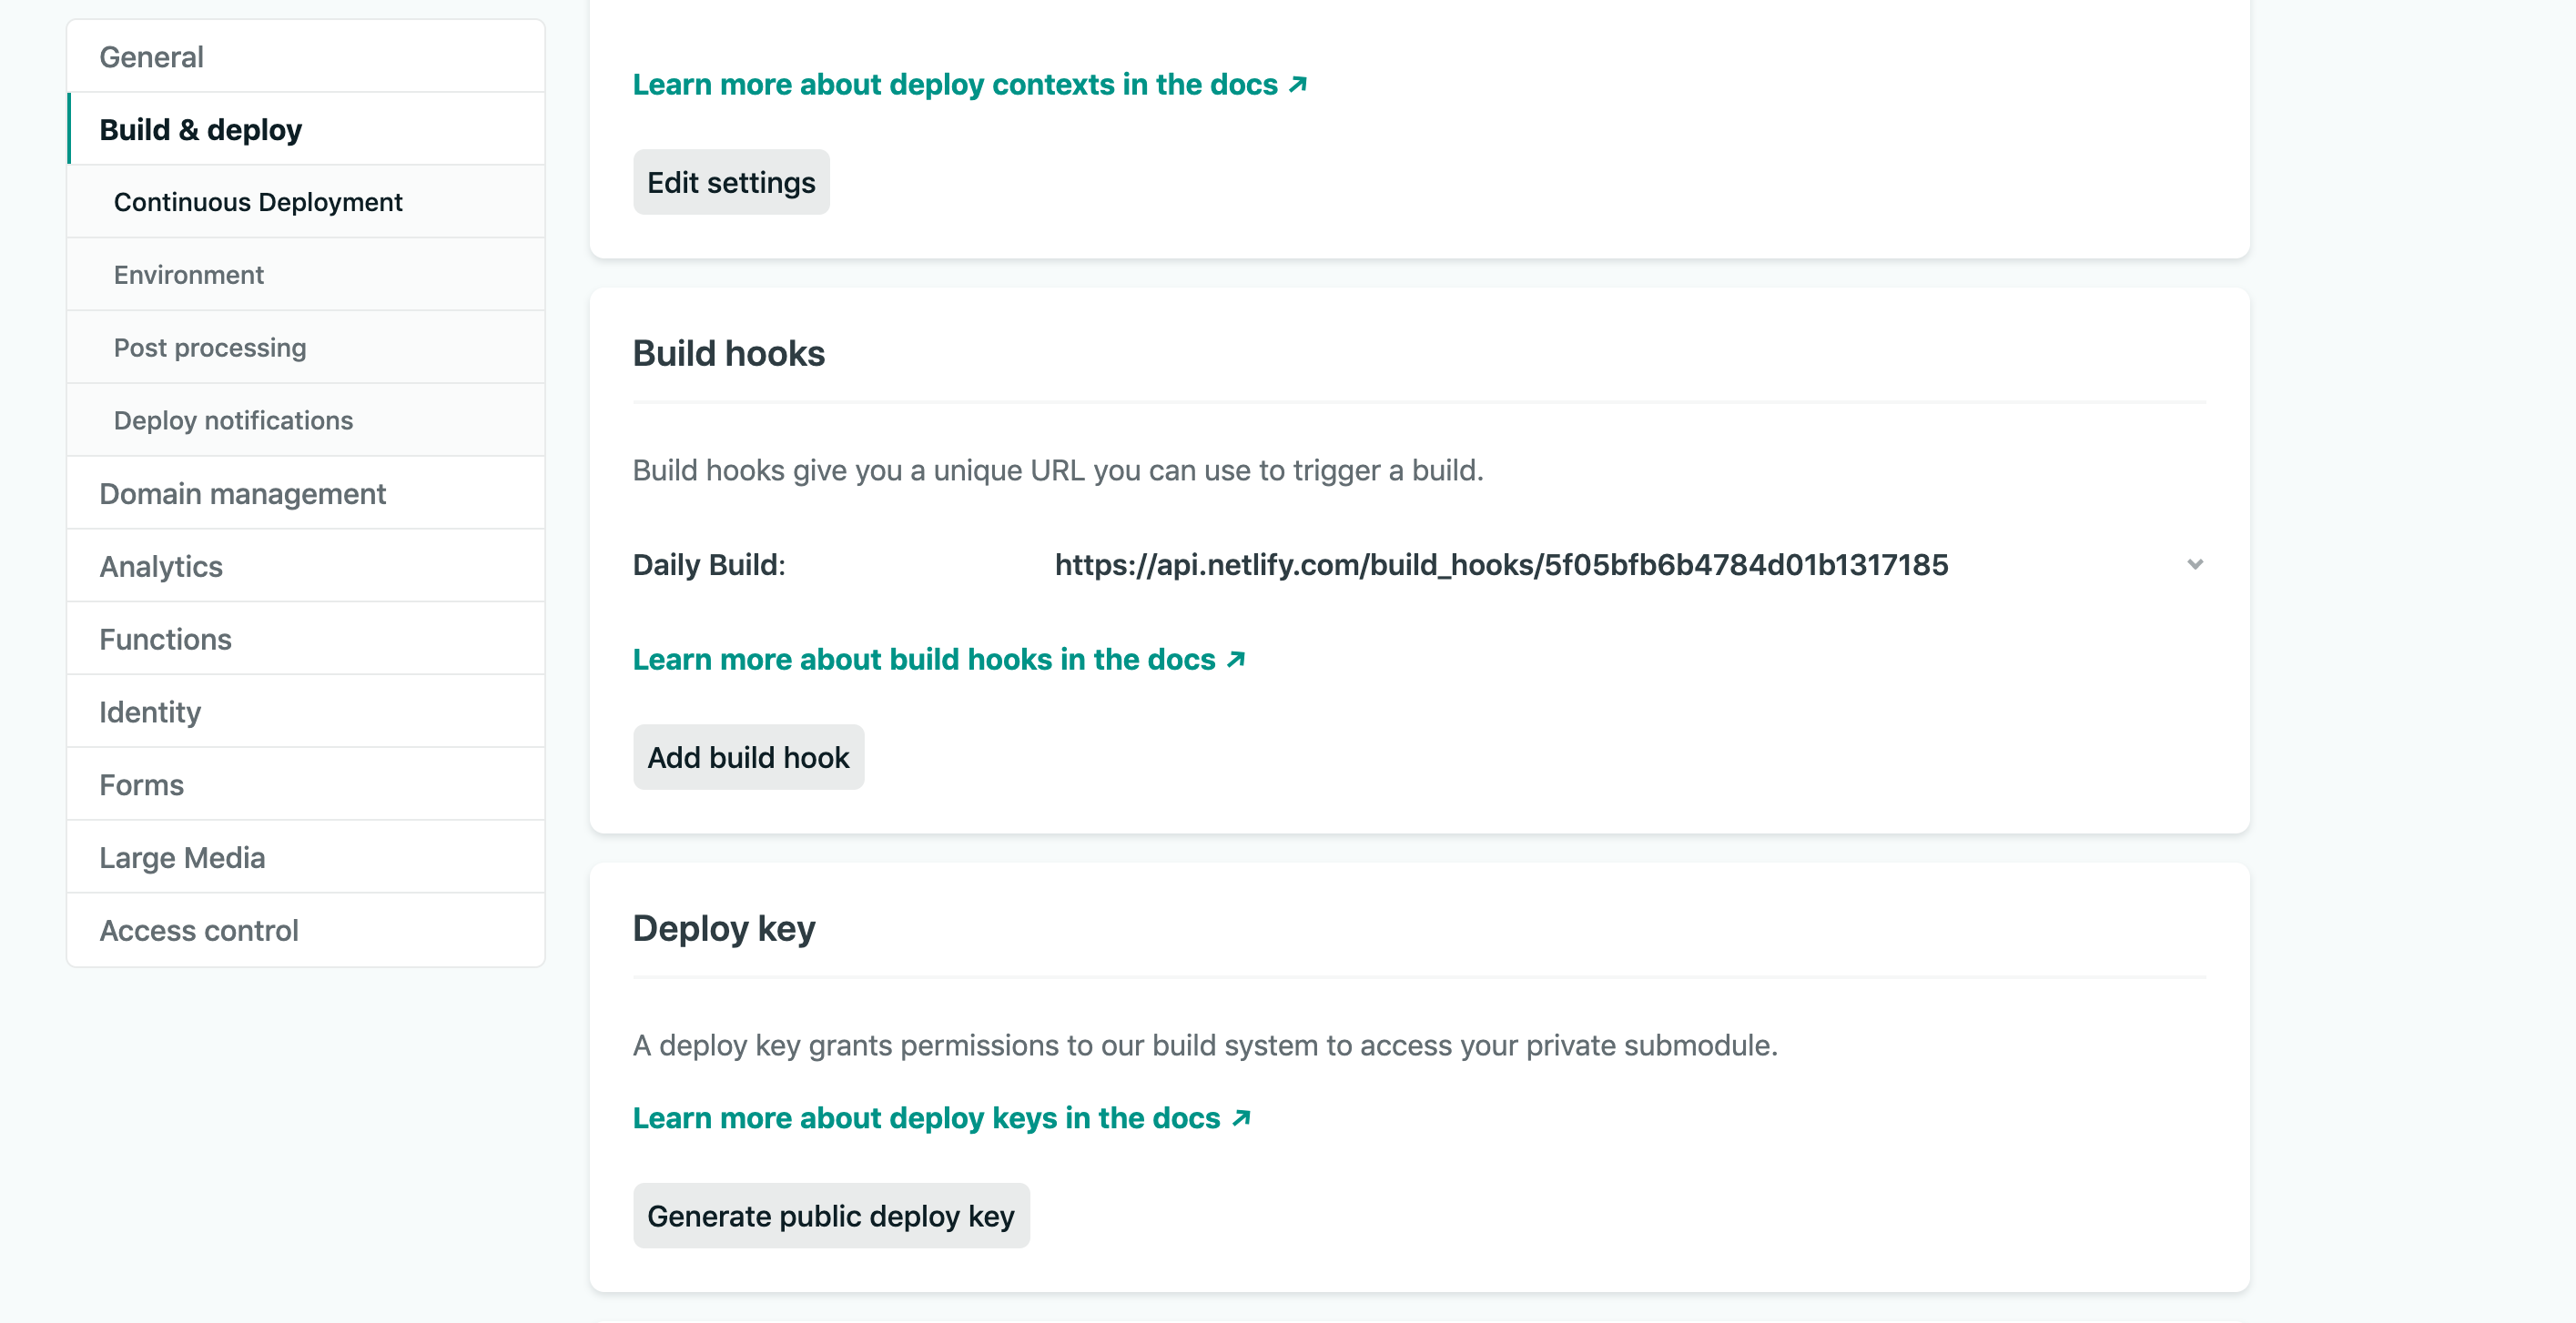 General
Build & deploy
Continuous Deployment
Environment
Post processing
Deploy notifications
Domain management
Analytics
Functions
Identity
Forms
Large Media
Access control
Learn more about deploy contexts in the docs ↗
Edit settings
Build hooks
Build hooks give you a unique URL you can use to trigger a build.
Daily Build: https://api.netlify.com/build_hooks/5f05bfb6b4784d01b1317185
Learn more about build hooks in the docs ↗
Add build hook
Deploy key
A deploy key grants permissions to our build system to access your private submodule.
Learn more about deploy keys in the docs ↗
Generate public deploy key